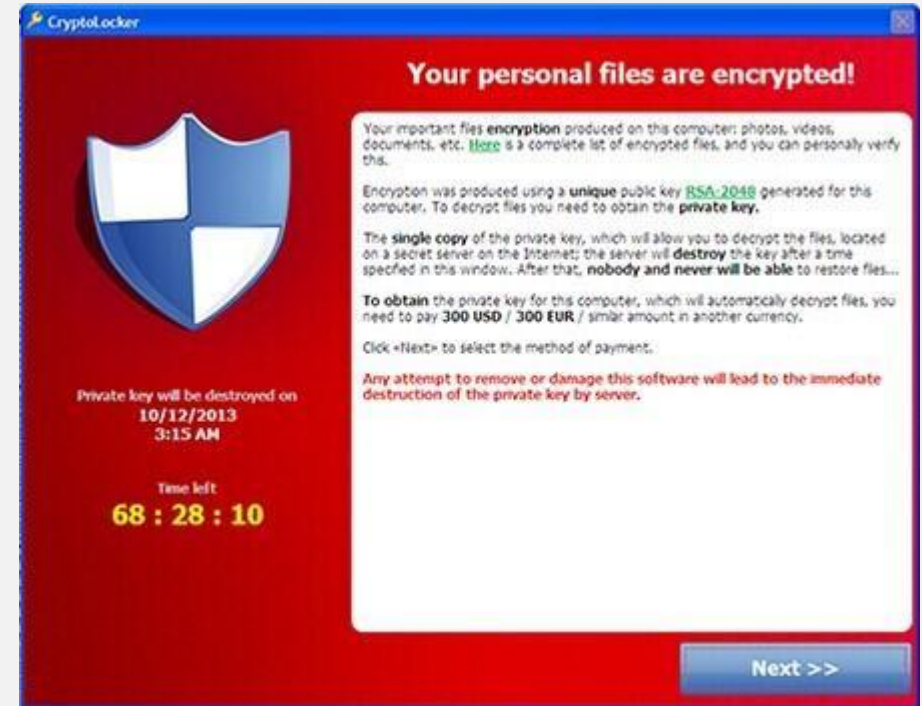 CryptoLocker
Your personal files are encrypted!
Your important files encryption produced on this computer: photos, videos,
documents, etc. Here is a complete list of encrypted files, and you can personally verify
this.
Encryption was produced using a unique public key RSA-2048 generated for this
computer. To decrypt files you need to obtain the private key.
The single copy of the private key, which will allow you to decrypt the files, located
on a secret server on the Internet; the server will destroy the key after a time
specified in this window. After that, nobody and never will be able to restore files...
To obtain the private key for this computer, which will automatically decrypt files, you
need to pay 300 USD / 300 EUR / similar amount in another currency.
Click «Next» to select the method of payment.
Any attempt to remove or damage this software will lead to the immediate
destruction of the private key by server.
Private key will be destroyed on
10/12/2013
3:15 AM
Time left
68 : 28 : 10
Next >>